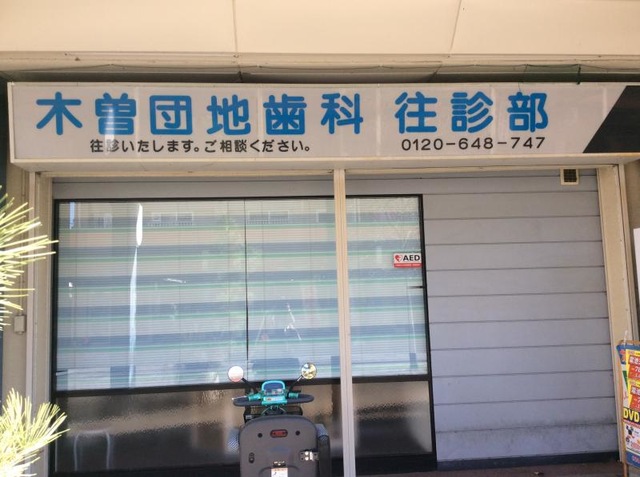 木曽団地歯科 往診部
往診いたします。ご相談ください。
0120-648-747
AED
DVD